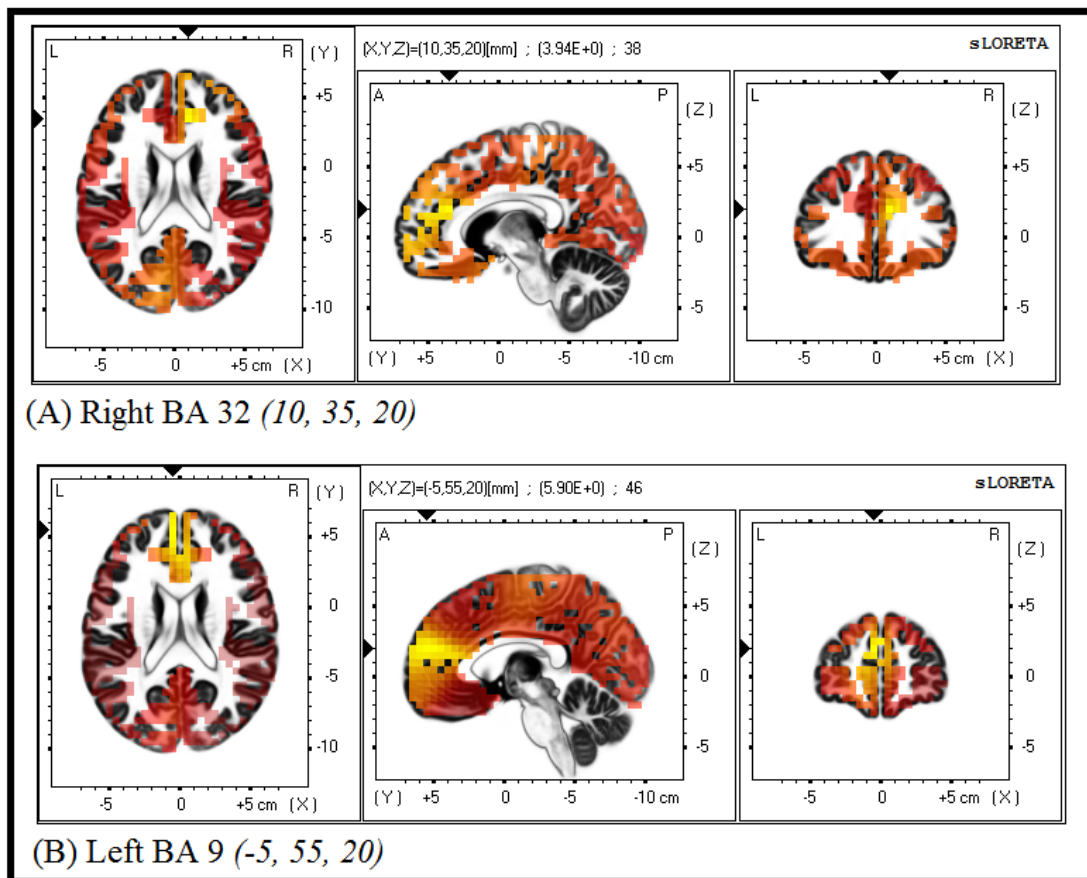 (X,Y,Z)=(10,35,20)[mm] ; (3.94E+0) ; 38
sLORETA
L R (Y)
+5
0
-5
-10
-5 0 +5 cm (X)
A P (Z)
+5
0
-5
(Y) +5 0 -5 -10 cm
L R (Z)
+5
0
-5
-5 0 +5 cm (X)
(A) Right BA 32 (10, 35, 20)
(X,Y,Z)=(-5,55,20)[mm] ; (5.90E+0) ; 46
sLORETA
L R (Y)
+5
0
-5
-10
-5 0 +5 cm (X)
A P (Z)
+5
0
-5
(Y) +5 0 -5 -10 cm
L R (Z)
+5
0
-5
-5 0 +5 cm (X)
(B) Left BA 9 (-5, 55, 20)